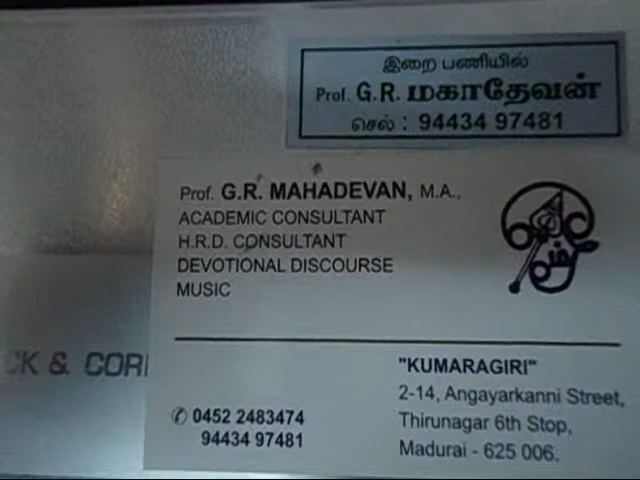 இறை பணியில்
Prof. G.R. மகாதேவன்
செல் : 94434 97481
Prof. G.R. MAHADEVAN, M.A.,
ACADEMIC CONSULTANT
H.R.D. CONSULTANT
DEVOTIONAL DISCOURSE
MUSIC
CK & CORI
"KUMARAGIRI"
2-14, Angayarkanni Street,
Thirunagar 6th Stop,
Madurai - 625 006.
✆ 0452 2483474
94434 97481